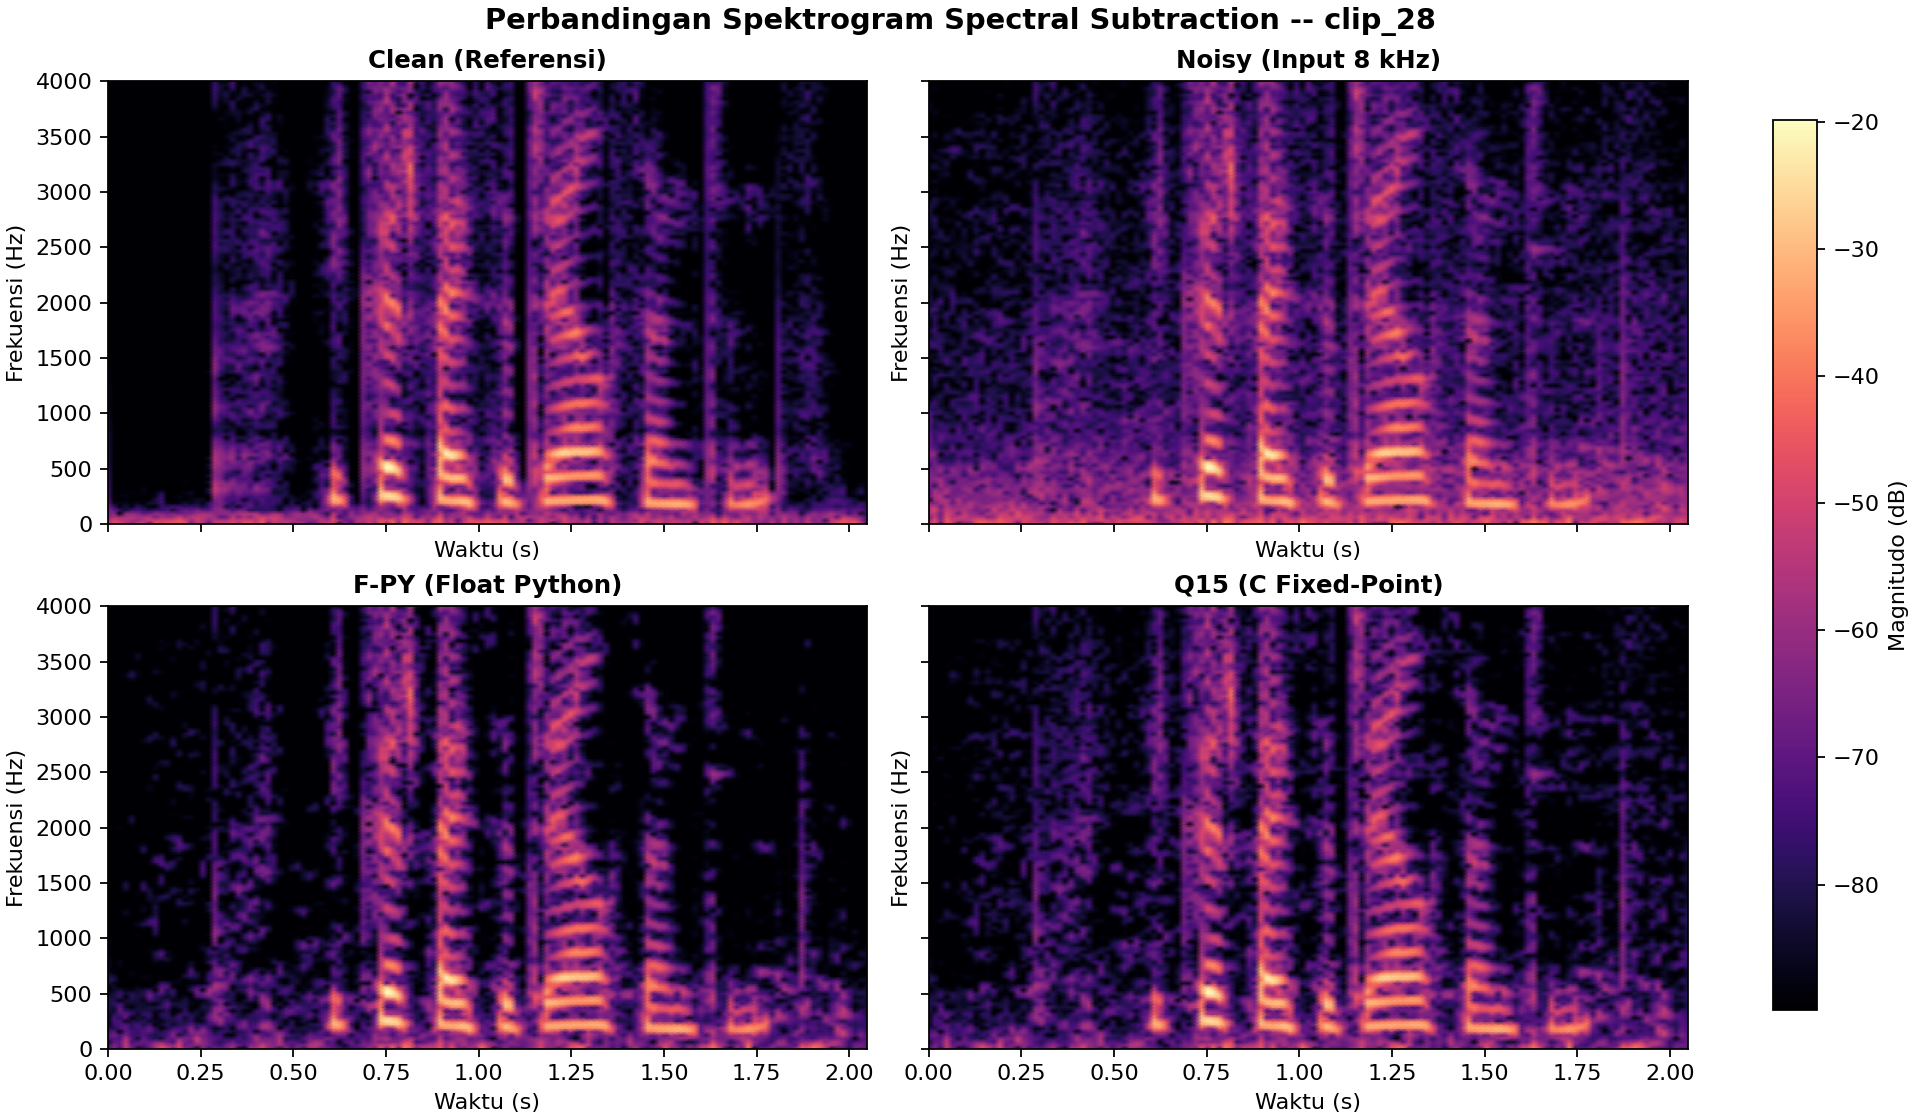 Perbandingan Spektrogram Spectral Subtraction -- clip_28
Clean (Referensi)
4000
3500
3000
2500
2000
1500
1000
500
0
Frekuensi (Hz)
Waktu (s)
Noisy (Input 8 kHz)
Frekuensi (Hz)
Waktu (s)
F-PY (Float Python)
4000
3500
3000
2500
2000
1500
1000
500
0
Frekuensi (Hz)
0.00 0.25 0.50 0.75 1.00 1.25 1.50 1.75 2.00
Waktu (s)
Q15 (C Fixed-Point)
Frekuensi (Hz)
0.00 0.25 0.50 0.75 1.00 1.25 1.50 1.75 2.00
Waktu (s)
−20
−30
−40
−50
−60
−70
−80
Magnitudo (dB)